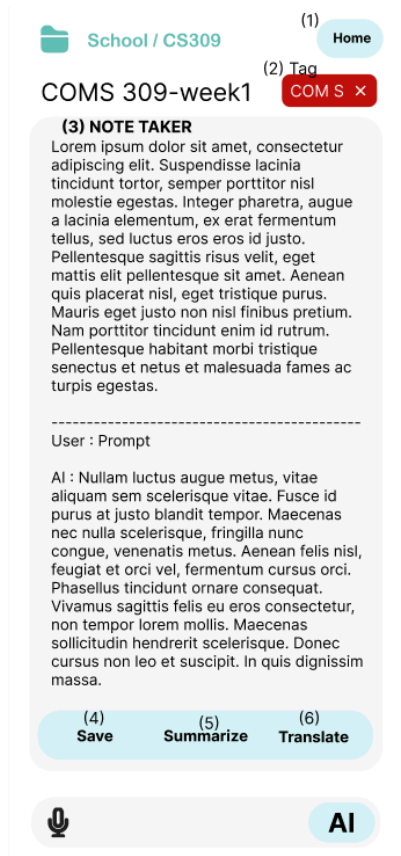 (1)
School / CS309
Home
(2) Tag
COMS 309-week1
COM S ×
(3) NOTE TAKER
Lorem ipsum dolor sit amet, consectetur
adipiscing elit. Suspendisse lacinia
tincidunt tortor, semper porttitor nisl
molestie egestas. Integer pharetra, augue
a lacinia elementum, ex erat fermentum
tellus, sed luctus eros eros id justo.
Pellentesque sagittis risus velit, eget
mattis elit pellentesque sit amet. Aenean
quis placerat nisl, eget tristique purus.
Mauris eget justo non nisl finibus pretium.
Nam porttitor tincidunt enim id rutrum.
Pellentesque habitant morbi tristique
senectus et netus et malesuada fames ac
turpis egestas.
--------------------------------------------
User : Prompt
AI : Nullam luctus augue metus, vitae
aliquam sem scelerisque vitae. Fusce id
purus at justo blandit tempor. Maecenas
nec nulla scelerisque, fringilla nunc
congue, venenatis metus. Aenean felis nisl,
feugiat et orci vel, fermentum cursus orci.
Phasellus tincidunt ornare consequat.
Vivamus sagittis felis eu eros consectetur,
non tempor lorem mollis. Maecenas
sollicitudin hendrerit scelerisque. Donec
cursus non leo et suscipit. In quis dignissim
massa.
(4)
Save
(5)
Summarize
(6)
Translate
AI